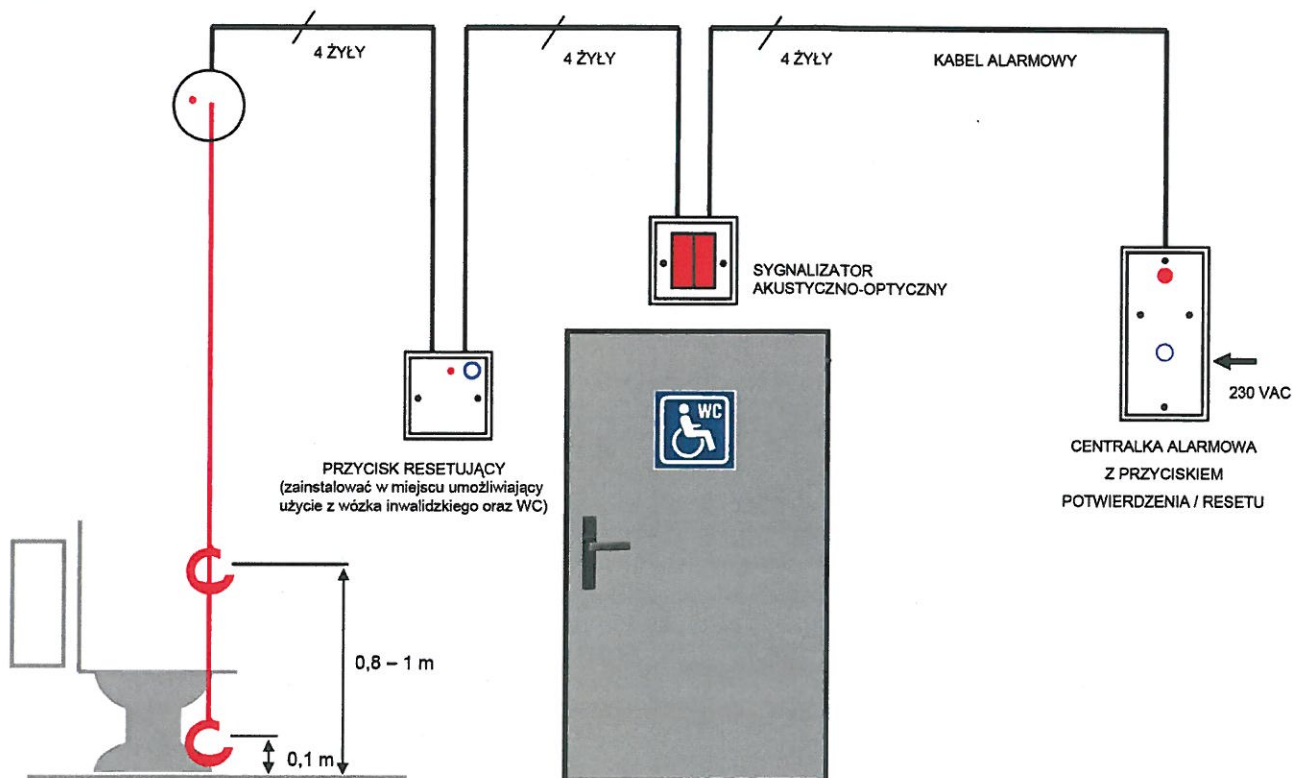 4 ŻYŁY
4 ŻYŁY
4 ŻYŁY
KABEL ALARMOWY
SYGNALIZATOR
AKUSTYCZNO-OPTYCZNY
230 VAC
WC
PRZYCISK RESETUJĄCY
(zainstalować w miejscu umożliwiający
użycie z wózka inwalidzkiego oraz WC)
CENTRALKA ALARMOWA
Z PRZYCISKIEM
POTWIERDZENIA / RESETU
0,8 – 1 m
0,1 m